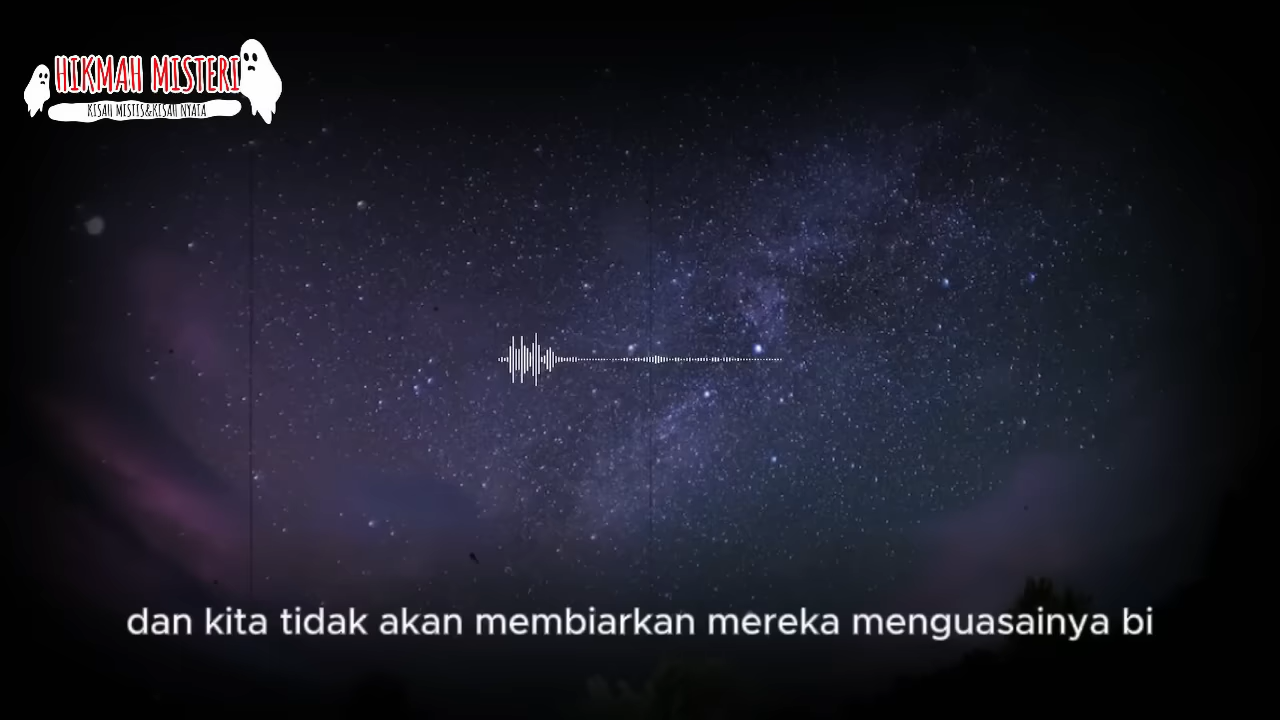 HIKMAH MISTERI
KISAH MISTIS&KISAH NYATA
dan kita tidak akan membiarkan mereka menguasainya bi